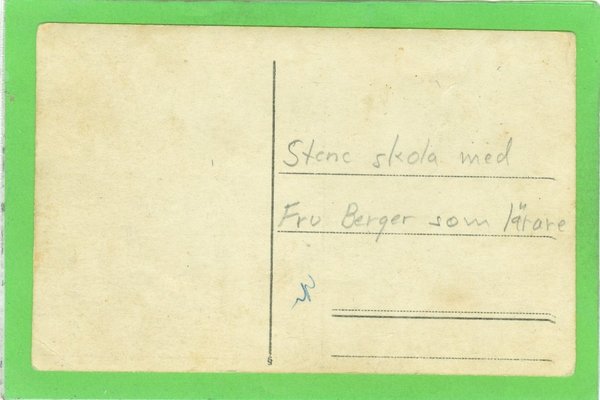 Stene skola med
Fru Berger som lärare